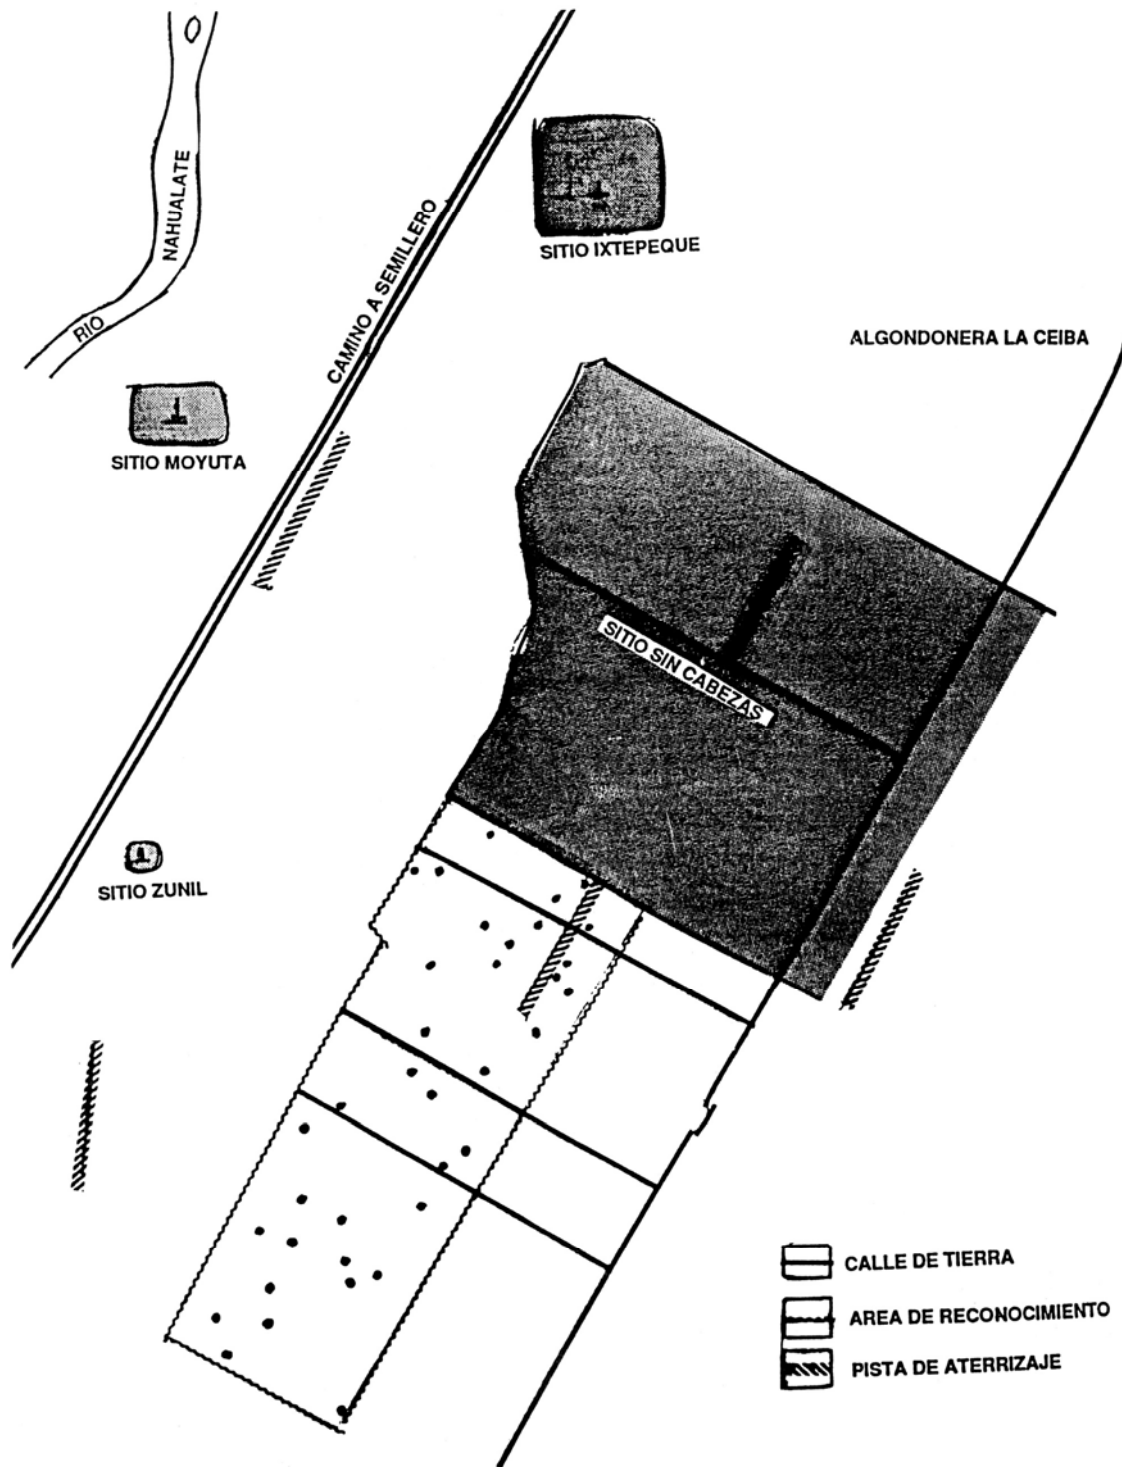 NAHUALATE
RIO
CAMINO A SEMILLERO
SITIO IXTEPEQUE
ALGONDONERA LA CEIBA
SITIO MOYUTA
SITIO SIN CABEZAS
SITIO ZUNIL
CALLE DE TIERRA
AREA DE RECONOCIMIENTO
PISTA DE ATERRIZAJE